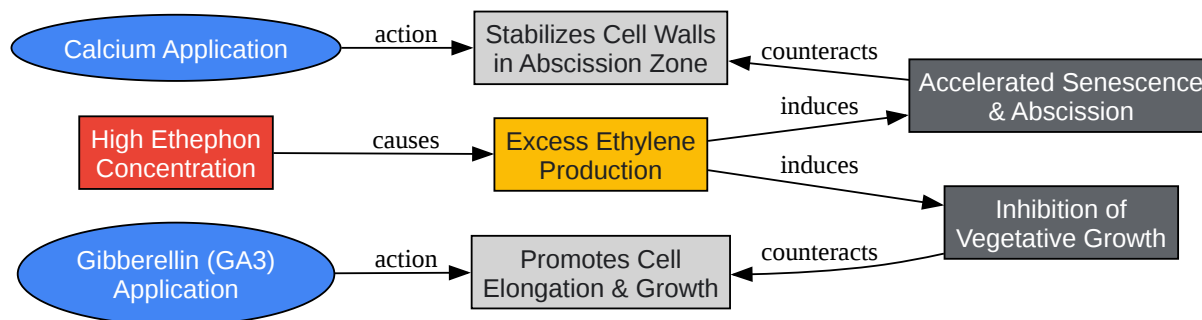 Calcium Application
action
Stabilizes Cell Walls
in Abscission Zone
counteracts
Accelerated Senescence
& Abscission
High Ethephon
Concentration
causes
Excess Ethylene
Production
induces
induces
Inhibition of
Vegetative Growth
Gibberellin (GA3)
Application
action
Promotes Cell
Elongation & Growth
counteracts